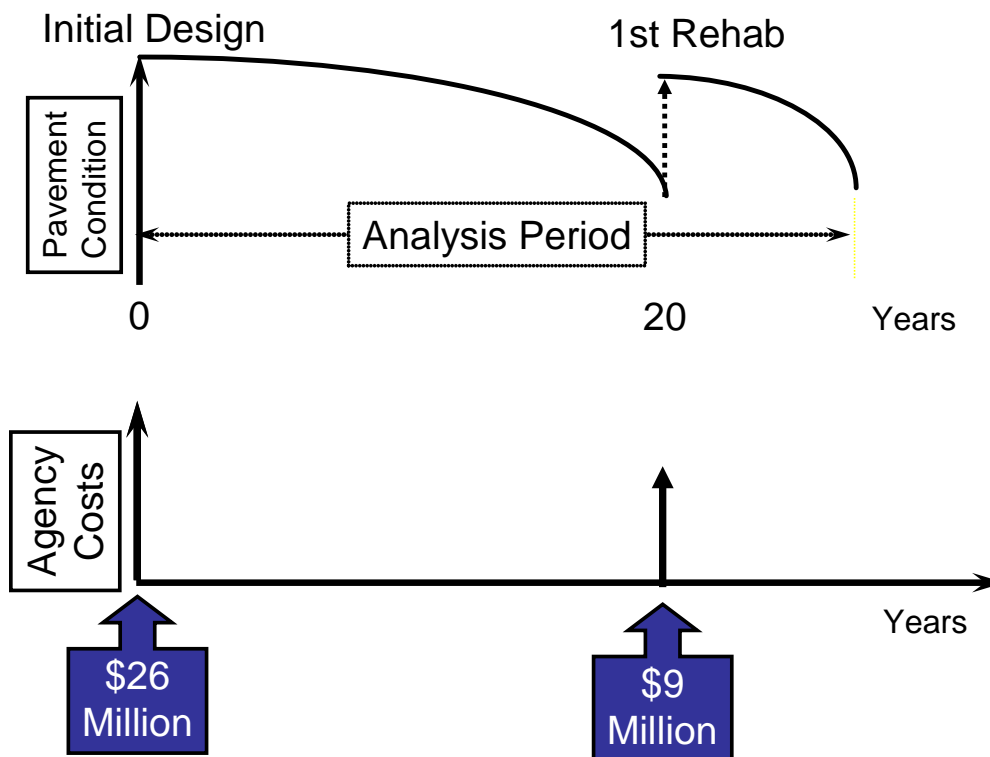 Initial Design
1st Rehab
Pavement
Condition
Analysis Period
0
20
Years
Agency
Costs
Years
$26
Million
$9
Million